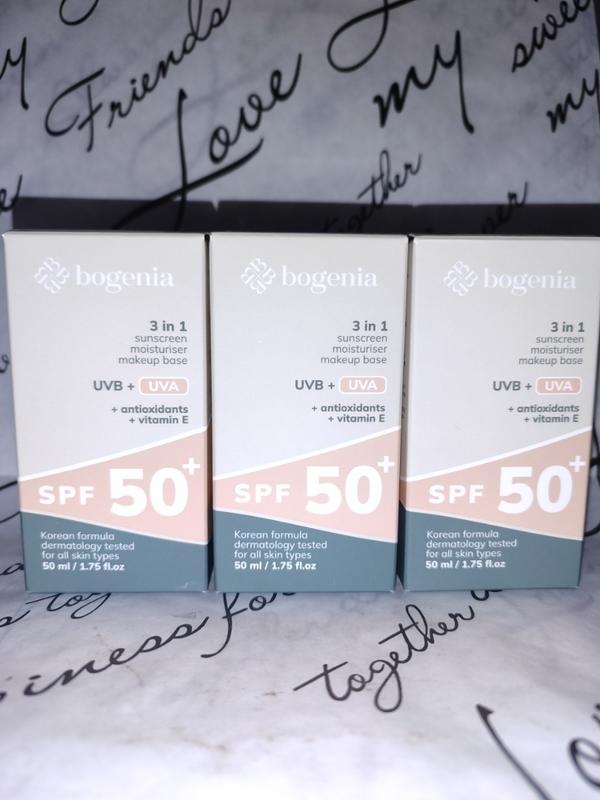 Friends
Love
my
sweet
my
together
bogenia
3 in 1
sunscreen
moisturiser
makeup base
UVB + UVA
+ antioxidants
+ vitamin E
SPF 50+
Korean formula
dermatology tested
for all skin types
50 ml / 1.75 fl.oz
bogenia
3 in 1
sunscreen
moisturiser
makeup base
UVB + UVA
+ antioxidants
+ vitamin E
SPF 50+
Korean formula
dermatology tested
for all skin types
50 ml / 1.75 fl.oz
bogenia
3 in 1
sunscreen
moisturiser
makeup base
UVB + UVA
+ antioxidants
+ vitamin E
SPF 50+
Korean formula
dermatology tested
for all skin types
50 ml / 1.75 fl.oz
together